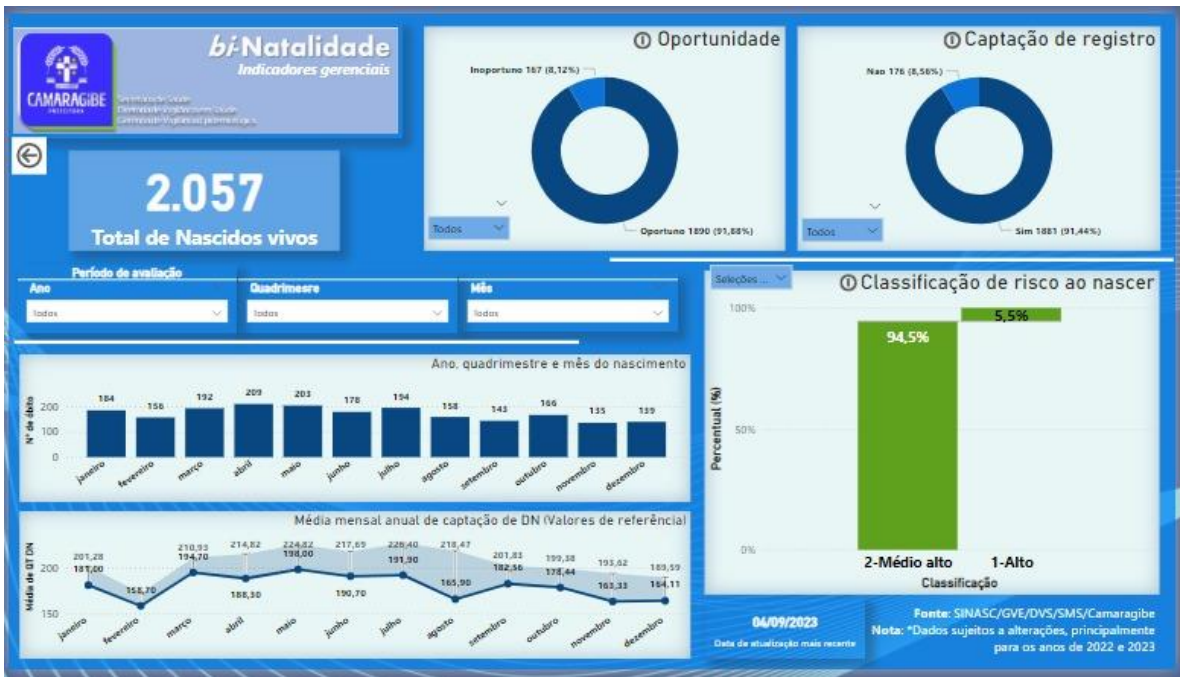 bi-Natalidade
Indicadores gerenciais
CAMARAGIBE
PREFEITURA
Secretaria de Saúde
2.057
Total de Nascidos vivos
Oportunidade
Inoportuno 167 (8,12%)
Oportuno 1890 (91,88%)
Todos
Captação de registro
Nao 176 (8,56%)
Sim 1881 (91,44%)
Todos
Período de avaliação
Ano
Quadrimesre
Mês
Todos
Todos
Todos
Ano, quadrimestre e mês do nascimento
N° de óbito
200
100
0
184
156
192
209
203
178
194
158
143
166
135
139
janeiro
fevereiro
março
abril
maio
junho
julho
agosto
setembro
outubro
novembro
dezembro
Média mensal anual de captação de DN (Valores de referência)
Média de QT DN
200
150
201,28
210,93
214,82
224,82
217,69
226,40
218,47
201,83
199,38
193,62
189,59
181,00
158,70
194,70
188,30
198,00
190,70
191,90
165,90
182,56
178,44
163,33
164,11
janeiro
fevereiro
março
abril
maio
junho
julho
agosto
setembro
outubro
novembro
dezembro
Seleções ...
Classificação de risco ao nascer
Percentual (%)
100%
50%
0%
94,5%
5,5%
2-Médio alto
1-Alto
Classificação
04/09/2023
Data de atualização mais recente
Fonte: SINASC/GVE/DVS/SMS/Camaragibe
Nota: *Dados sujeitos a alterações, principalmente
para os anos de 2022 e 2023